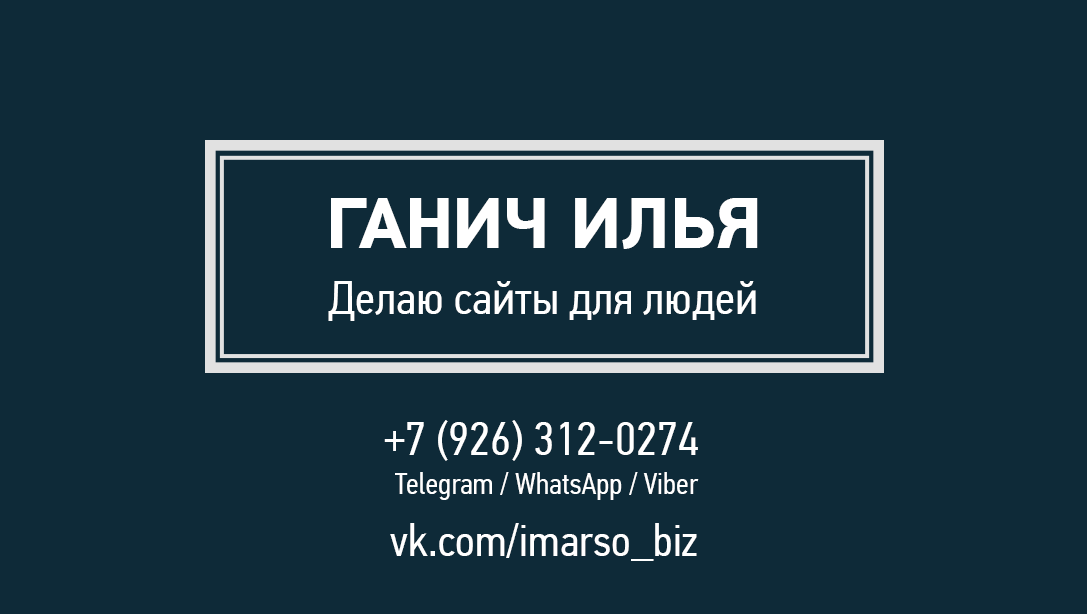 ГАНИЧ ИЛЬЯ
Делаю сайты для людей
+7 (926) 312-0274
Telegram / WhatsApp / Viber
vk.com/imarso_biz